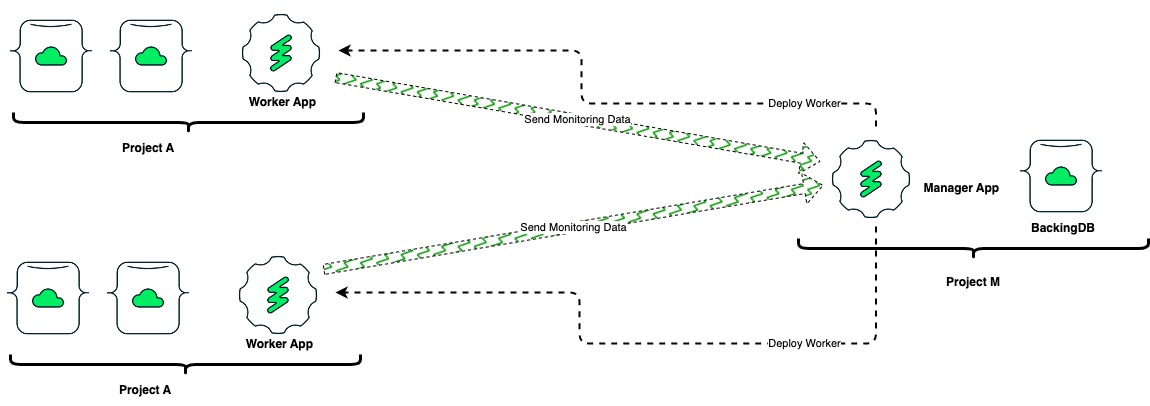 Worker App
Deploy Worker
Send Monitoring Data
Project A
Manager App
Send Monitoring Data
BackingDB
Project M
Worker App
Deploy Worker
Project A